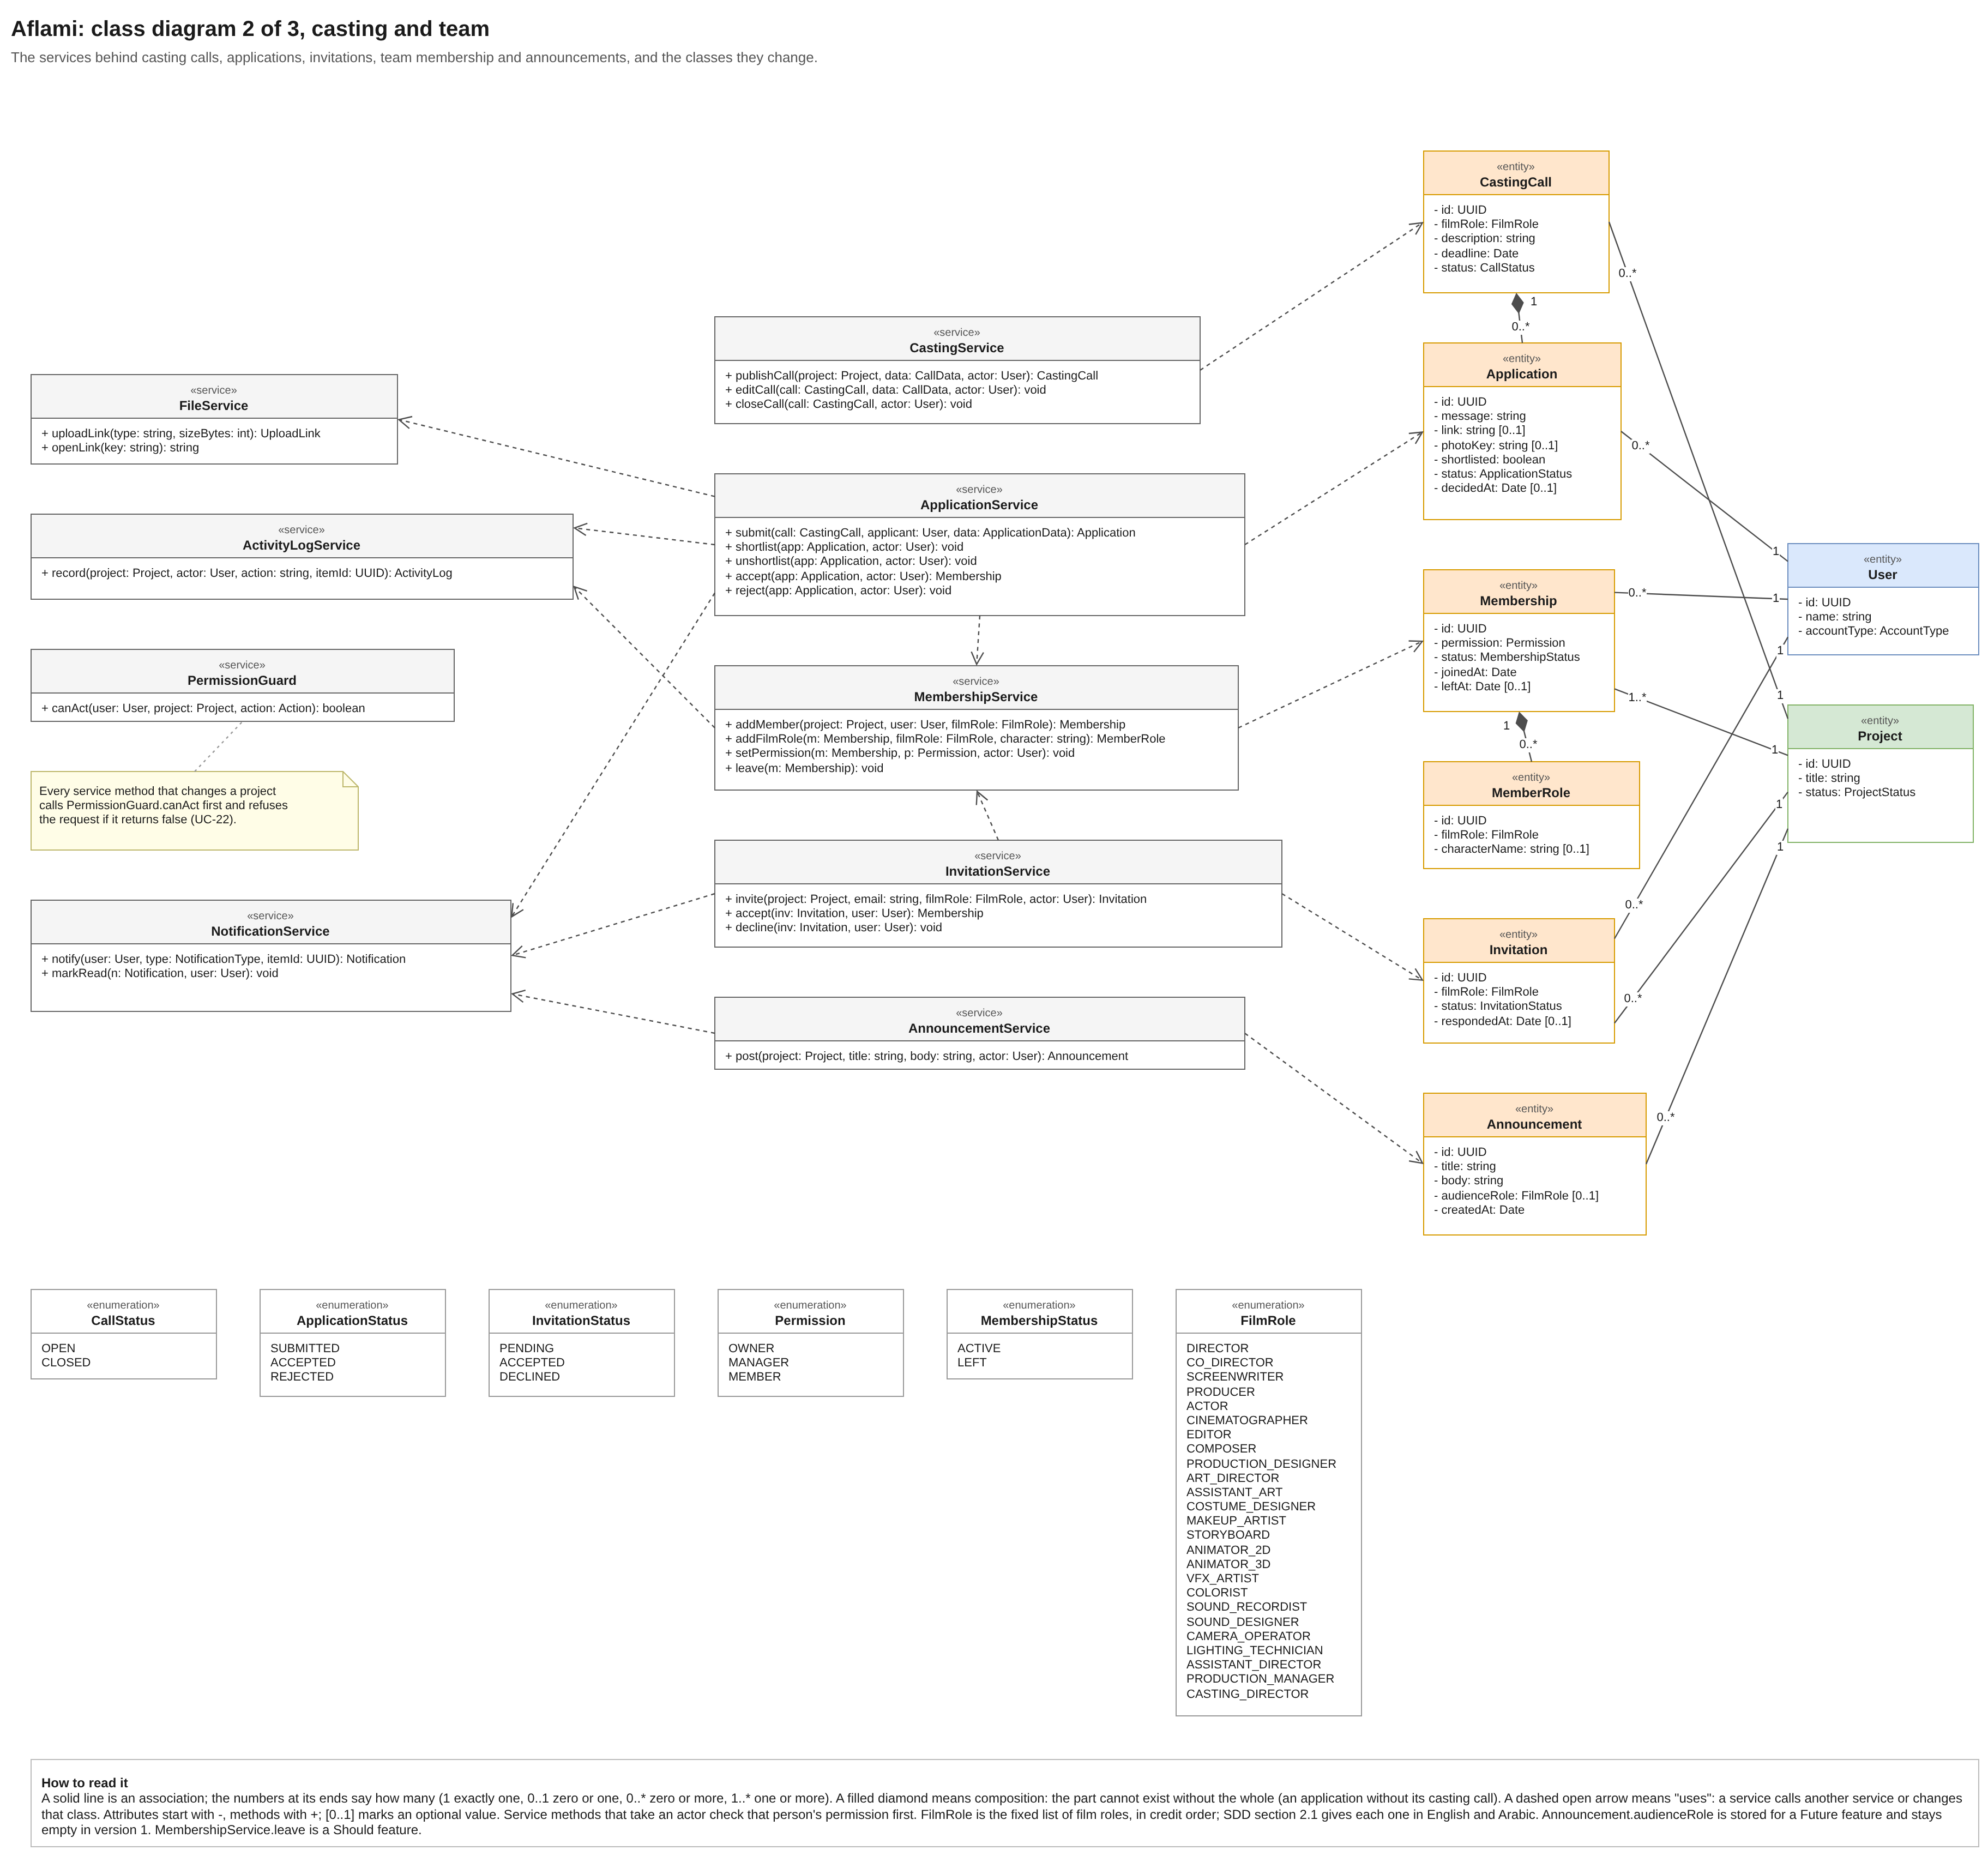 Aflami: class diagram 2 of 3, casting and team
The services behind casting calls, applications, invitations, team membership and announcements, and the classes they change.
«entity»
CastingCall
- id: UUID
- filmRole: FilmRole
- description: string
- deadline: Date
- status: CallStatus
0..*
1
0..*
«service»
CastingService
+ publishCall(project: Project, data: CallData, actor: User): CastingCall
+ editCall(call: CastingCall, data: CallData, actor: User): void
+ closeCall(call: CastingCall, actor: User): void
«entity»
Application
- id: UUID
- message: string
- link: string [0..1]
- photoKey: string [0..1]
- shortlisted: boolean
- status: ApplicationStatus
- decidedAt: Date [0..1]
0..*
1
«service»
FileService
+ uploadLink(type: string, sizeBytes: int): UploadLink
+ openLink(key: string): string
«service»
ApplicationService
+ submit(call: CastingCall, applicant: User, data: ApplicationData): Application
+ shortlist(app: Application, actor: User): void
+ unshortlist(app: Application, actor: User): void
+ accept(app: Application, actor: User): Membership
+ reject(app: Application, actor: User): void
«service»
ActivityLogService
+ record(project: Project, actor: User, action: string, itemId: UUID): ActivityLog
«entity»
User
- id: UUID
- name: string
- accountType: AccountType
«entity»
Membership
- id: UUID
- permission: Permission
- status: MembershipStatus
- joinedAt: Date
- leftAt: Date [0..1]
0..*
1
1
1..*
1
1
1
0..*
«service»
PermissionGuard
+ canAct(user: User, project: Project, action: Action): boolean
«service»
MembershipService
+ addMember(project: Project, user: User, filmRole: FilmRole): Membership
+ addFilmRole(m: Membership, filmRole: FilmRole, character: string): MemberRole
+ setPermission(m: Membership, p: Permission, actor: User): void
+ leave(m: Membership): void
«entity»
Project
- id: UUID
- title: string
- status: ProjectStatus
1
1
Every service method that changes a project
calls PermissionGuard.canAct first and refuses
the request if it returns false (UC-22).
«entity»
MemberRole
- id: UUID
- filmRole: FilmRole
- characterName: string [0..1]
«service»
InvitationService
+ invite(project: Project, email: string, filmRole: FilmRole, actor: User): Invitation
+ accept(inv: Invitation, user: User): Membership
+ decline(inv: Invitation, user: User): void
«service»
NotificationService
+ notify(user: User, type: NotificationType, itemId: UUID): Notification
+ markRead(n: Notification, user: User): void
0..*
«entity»
Invitation
- id: UUID
- filmRole: FilmRole
- status: InvitationStatus
- respondedAt: Date [0..1]
0..*
«service»
AnnouncementService
+ post(project: Project, title: string, body: string, actor: User): Announcement
«entity»
Announcement
- id: UUID
- title: string
- body: string
- audienceRole: FilmRole [0..1]
- createdAt: Date
0..*
«enumeration»
CallStatus
OPEN
CLOSED
«enumeration»
ApplicationStatus
SUBMITTED
ACCEPTED
REJECTED
«enumeration»
InvitationStatus
PENDING
ACCEPTED
DECLINED
«enumeration»
Permission
OWNER
MANAGER
MEMBER
«enumeration»
MembershipStatus
ACTIVE
LEFT
«enumeration»
FilmRole
DIRECTOR
CO_DIRECTOR
SCREENWRITER
PRODUCER
ACTOR
CINEMATOGRAPHER
EDITOR
COMPOSER
PRODUCTION_DESIGNER
ART_DIRECTOR
ASSISTANT_ART
COSTUME_DESIGNER
MAKEUP_ARTIST
STORYBOARD
ANIMATOR_2D
ANIMATOR_3D
VFX_ARTIST
COLORIST
SOUND_RECORDIST
SOUND_DESIGNER
CAMERA_OPERATOR
LIGHTING_TECHNICIAN
ASSISTANT_DIRECTOR
PRODUCTION_MANAGER
CASTING_DIRECTOR
How to read it
A solid line is an association; the numbers at its ends say how many (1 exactly one, 0..1 zero or one, 0..* zero or more, 1..* one or more). A filled diamond means composition: the part cannot exist without the whole (an application without its casting call). A dashed open arrow means "uses": a service calls another service or changes
that class. Attributes start with -, methods with +; [0..1] marks an optional value. Service methods that take an actor check that person's permission first. FilmRole is the fixed list of film roles, in credit order; SDD section 2.1 gives each one in English and Arabic. Announcement.audienceRole is stored for a Future feature and stays
empty in version 1. MembershipService.leave is a Should feature.